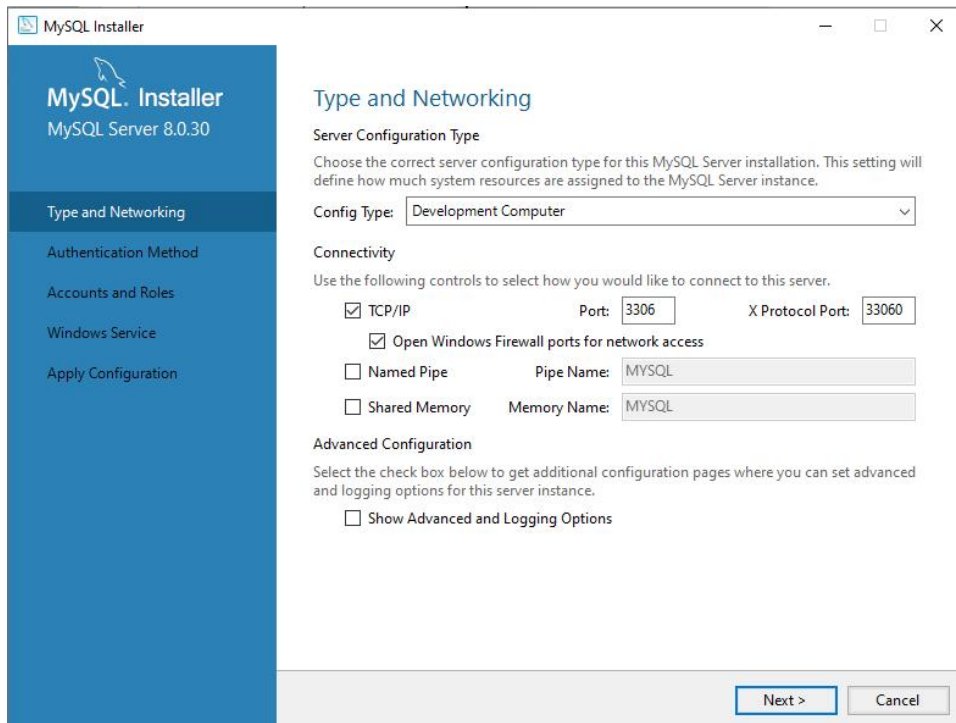 MySQL Installer
MySQL. Installer
MySQL Server 8.0.30
Type and Networking
Authentication Method
Accounts and Roles
Windows Service
Apply Configuration
Type and Networking
Server Configuration Type
Choose the correct server configuration type for this MySQL Server installation. This setting will
define how much system resources are assigned to the MySQL Server instance.
Config Type: Development Computer
Connectivity
Use the following controls to select how you would like to connect to this server.
TCP/IP Port: 3306 X Protocol Port: 33060
Open Windows Firewall ports for network access
Named Pipe Pipe Name: MYSQL
Shared Memory Memory Name: MYSQL
Advanced Configuration
Select the check box below to get additional configuration pages where you can set advanced
and logging options for this server instance.
Show Advanced and Logging Options
Next > Cancel